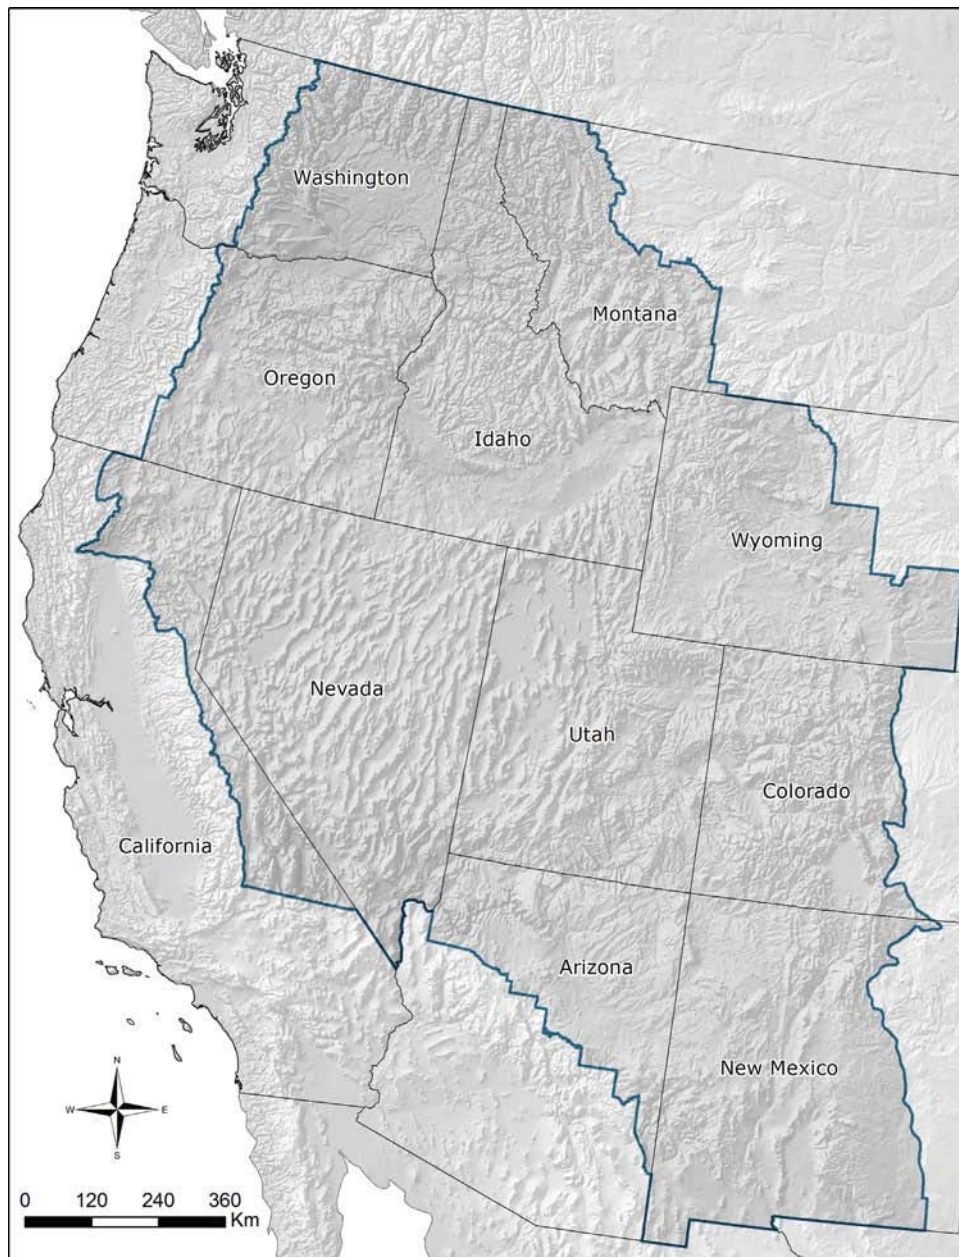 Washington
Montana
Oregon
Idaho
Wyoming
Nevada
Utah
Colorado
California
Arizona
New Mexico
N
W E
S
0 120 240 360
Km